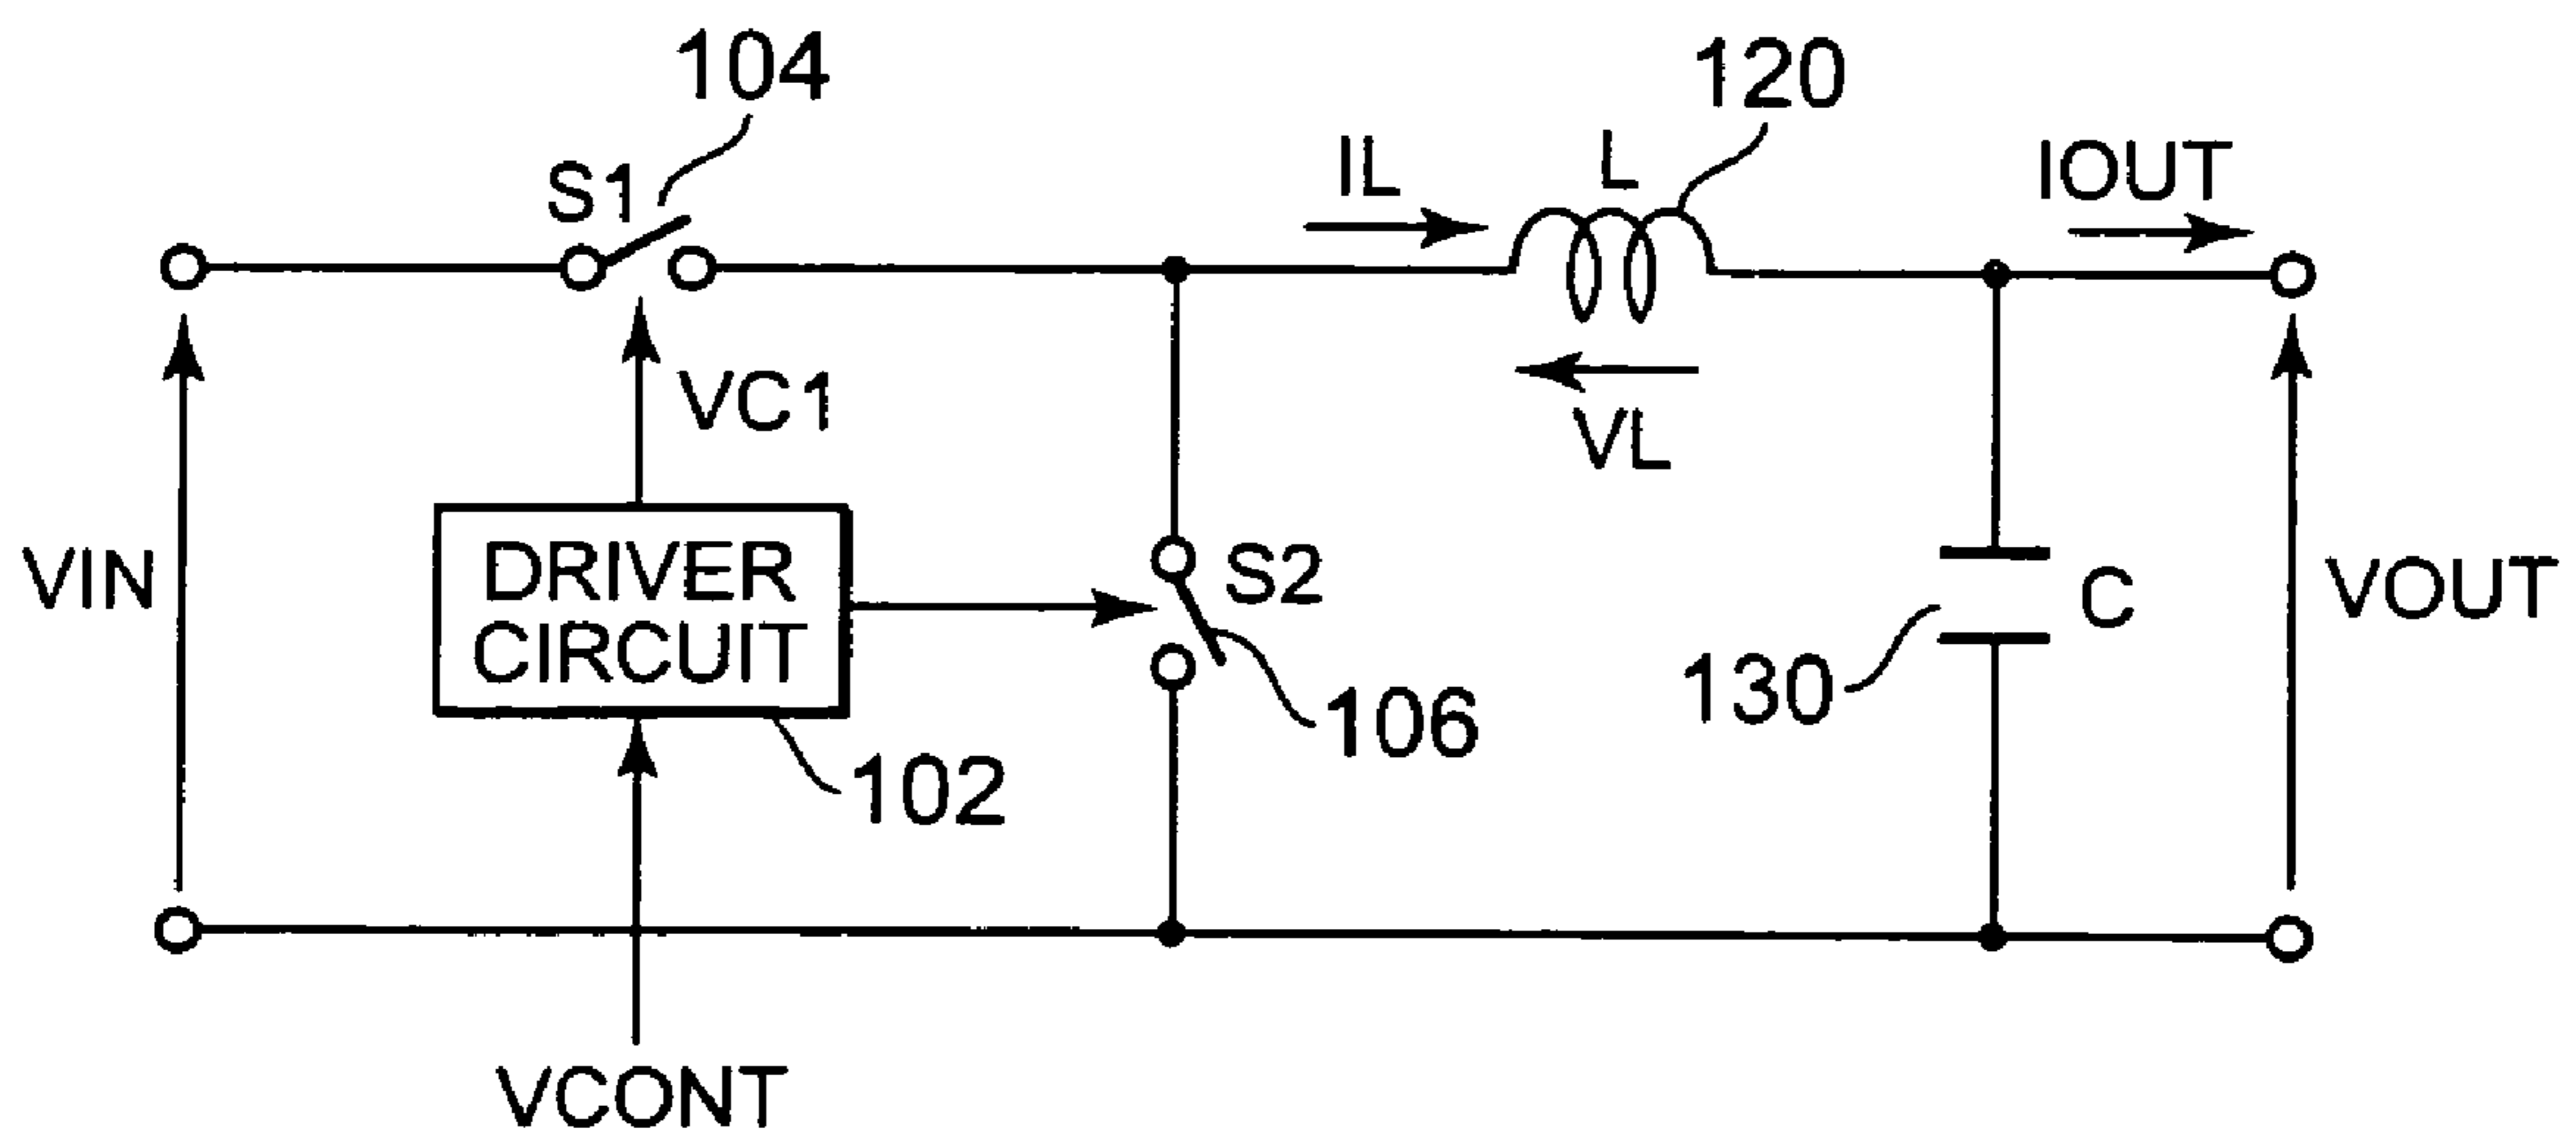 104
120
S1
IL
L
IOUT
VC1
VL
VIN
DRIVER
CIRCUIT
S2
C
VOUT
130
106
102
VCONT